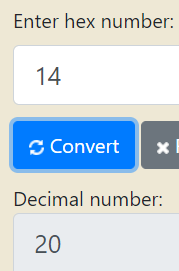 Enter hex number:
14
Convert
Decimal number:
20